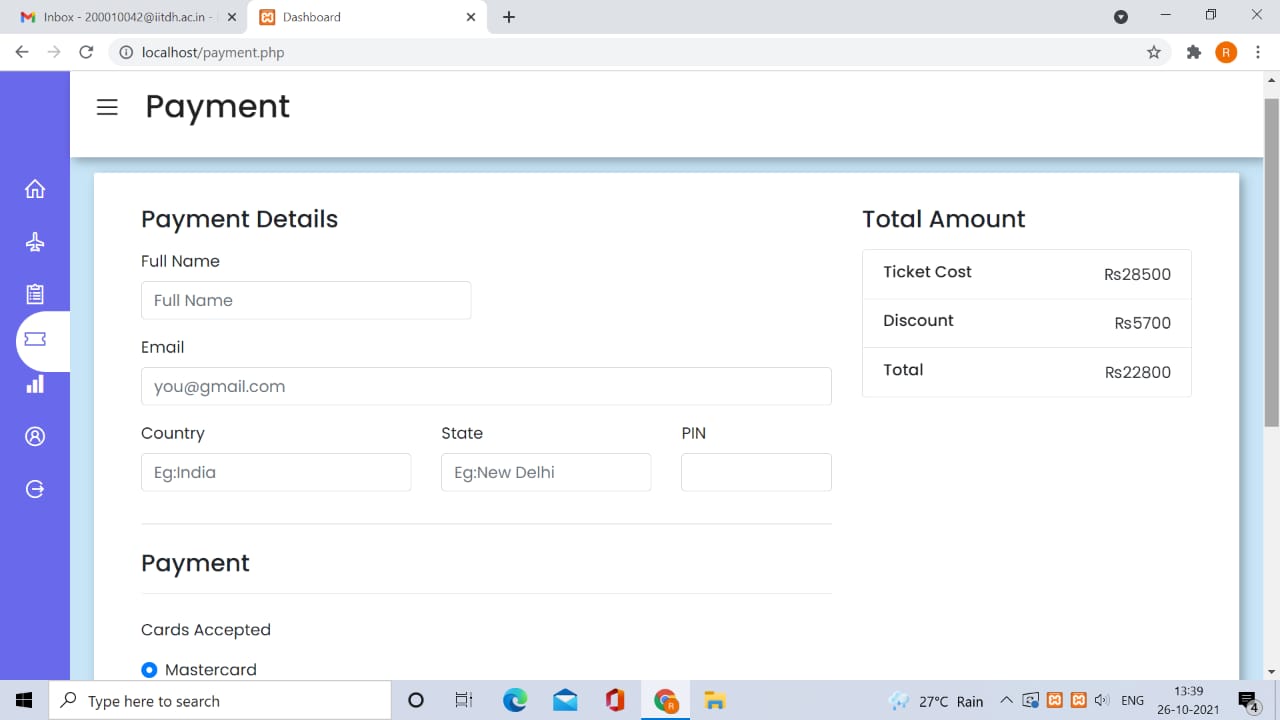 Inbox - 200010042@iitdh.ac.in -
Dashboard
localhost/payment.php
R
Payment
Payment Details
Full Name
Full Name
Email
you@gmail.com
Country
State
PIN
Eg:India
Eg:New Delhi
Payment
Cards Accepted
Mastercard
Total Amount
Ticket Cost
Rs28500
Discount
Rs5700
Total
Rs22800
Type here to search
R
27°C Rain
ENG
13:39
26-10-2021
4